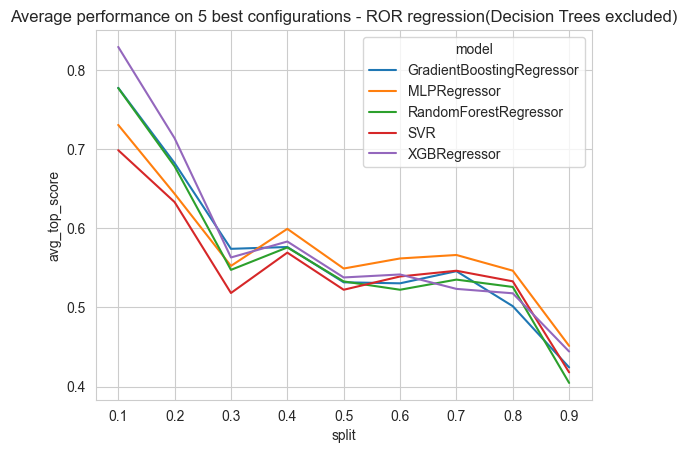 Average performance on 5 best configurations - ROR regression(Decision Trees excluded)
model
GradientBoostingRegressor
MLPRegressor
RandomForestRegressor
SVR
XGBRegressor
avg_top_score
0.8
0.7
0.6
0.5
0.4
0.1 0.2 0.3 0.4 0.5 0.6 0.7 0.8 0.9
split